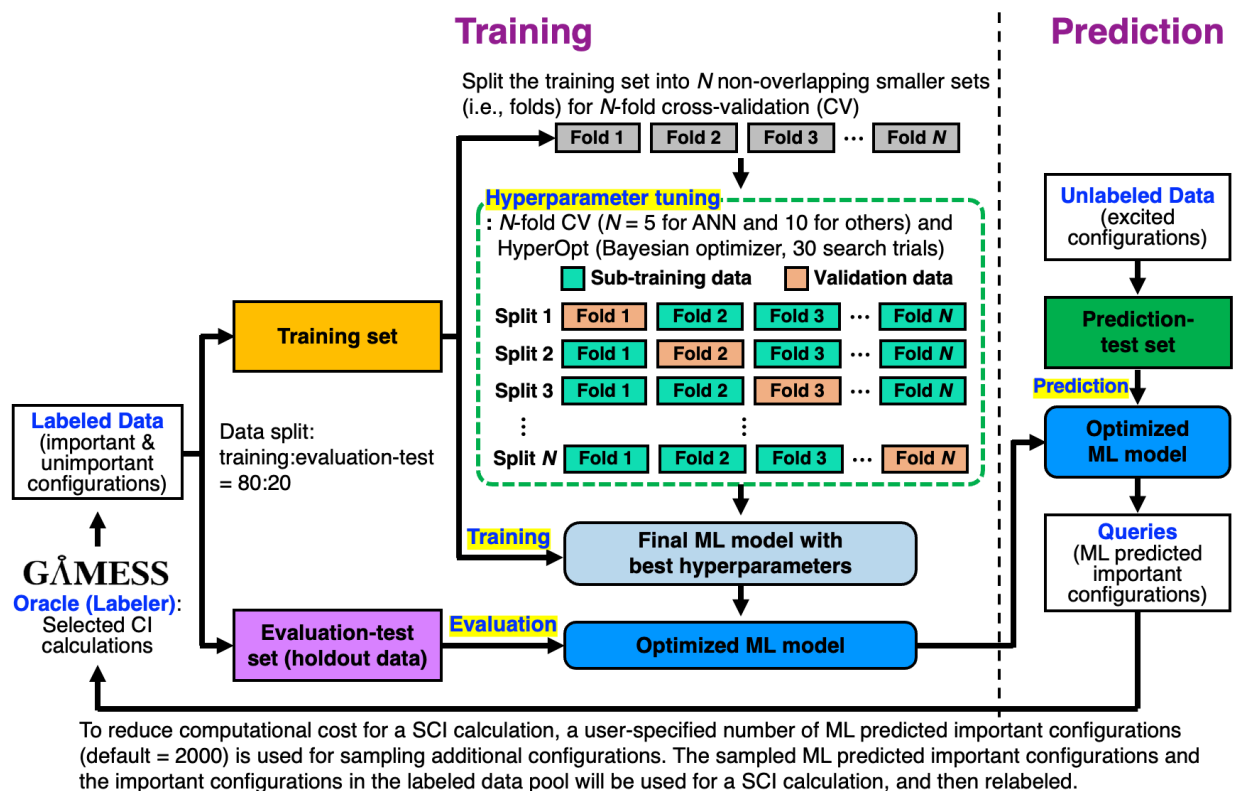 Training
Prediction
Split the training set into N non-overlapping smaller sets
(i.e., folds) for N-fold cross-validation (CV)
Fold 1 Fold 2 Fold 3 ··· Fold N
Hyperparameter tuning
: N-fold CV (N = 5 for ANN and 10 for others) and
HyperOpt (Bayesian optimizer, 30 search trials)
Sub-training data Validation data
Split 1 Fold 1 Fold 2 Fold 3 ··· Fold N
Split 2 Fold 1 Fold 2 Fold 3 ··· Fold N
Split 3 Fold 1 Fold 2 Fold 3 ··· Fold N
⋮ ⋮
Split N Fold 1 Fold 2 Fold 3 ··· Fold N
Training set
Labeled Data
(important &
unimportant
configurations)
Data split:
training:evaluation-test
= 80:20
GÅMESS
Oracle (Labeler):
Selected CI
calculations
Training
Final ML model with
best hyperparameters
Evaluation-test
set (holdout data)
Evaluation
Optimized ML model
Unlabeled Data
(excited
configurations)
Prediction-
test set
Prediction
Optimized
ML model
Queries
(ML predicted
important
configurations)
To reduce computational cost for a SCI calculation, a user-specified number of ML predicted important configurations
(default = 2000) is used for sampling additional configurations. The sampled ML predicted important configurations and
the important configurations in the labeled data pool will be used for a SCI calculation, and then relabeled.